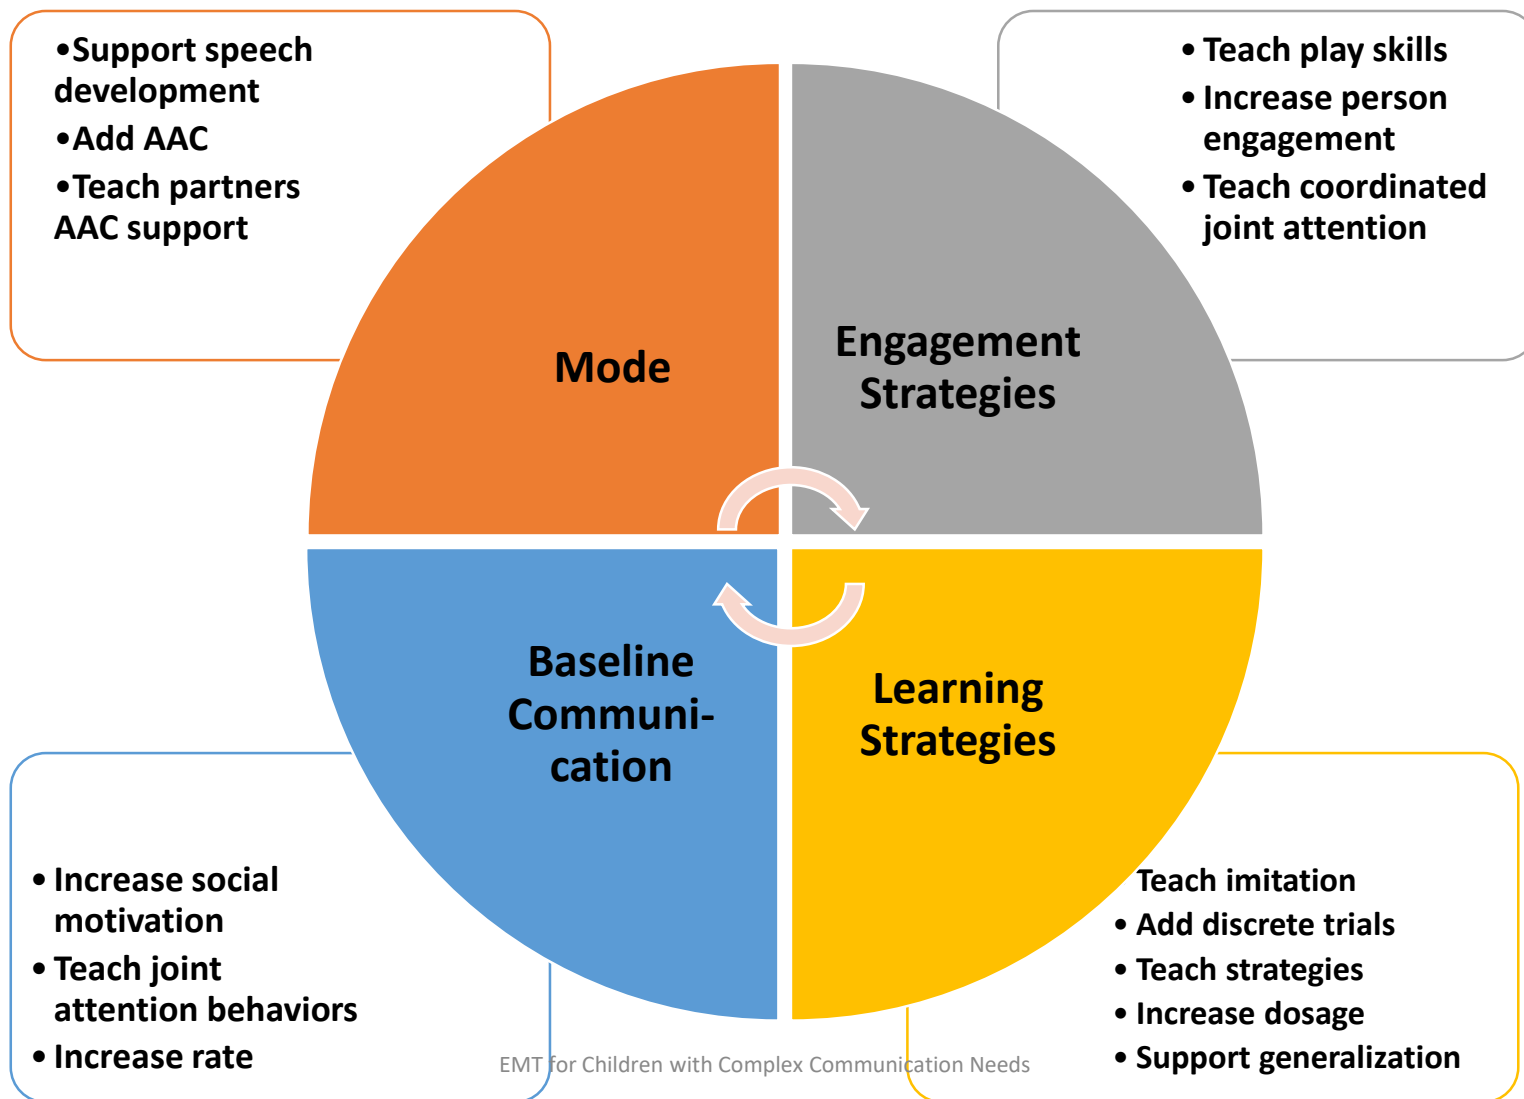 •Support speech
development
•Add AAC
•Teach partners
AAC support
• Teach play skills
• Increase person
engagement
• Teach coordinated
joint attention
Mode
Engagement
Strategies
Baseline
Communi-
cation
Learning
Strategies
• Increase social
motivation
• Teach joint
attention behaviors
• Increase rate
Teach imitation
• Add discrete trials
• Teach strategies
• Increase dosage
• Support generalization
EMT for Children with Complex Communication Needs